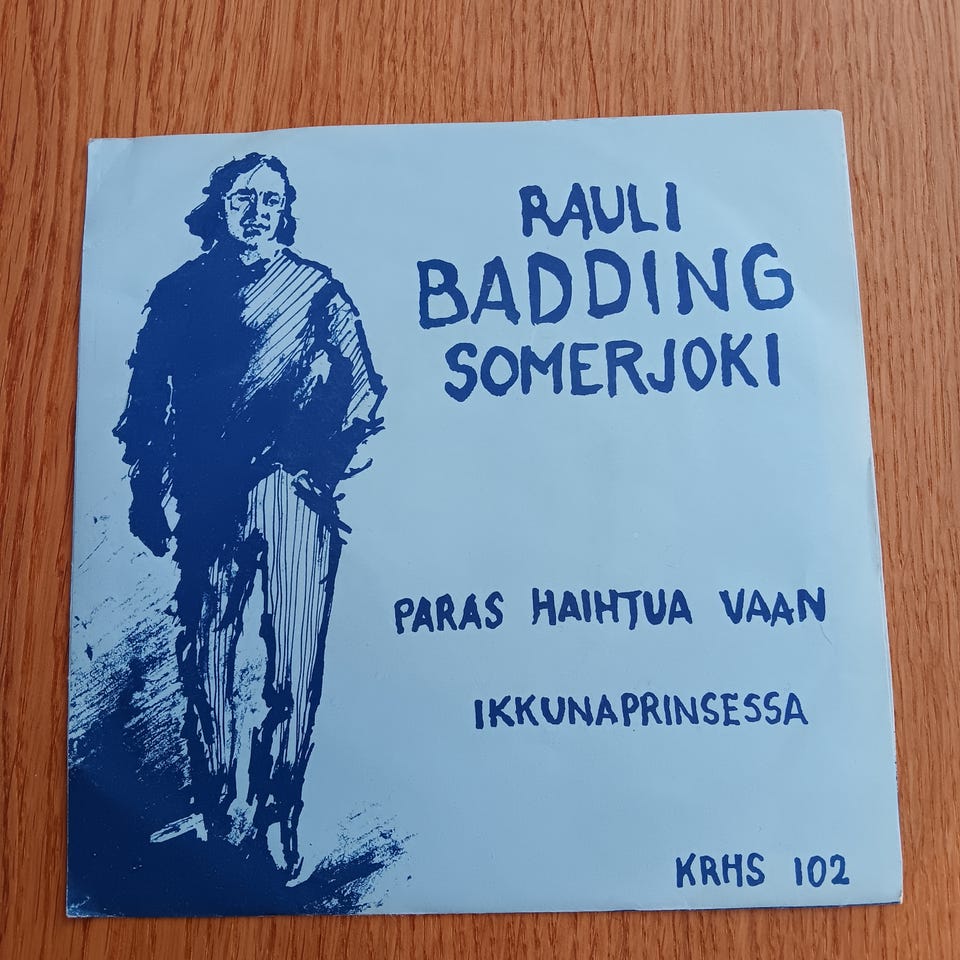 RAULI
BADDING
SOMERJOKI
PARAS HAIHTUA VAAN
IKKUNAPRINSESSA
KRHS 102